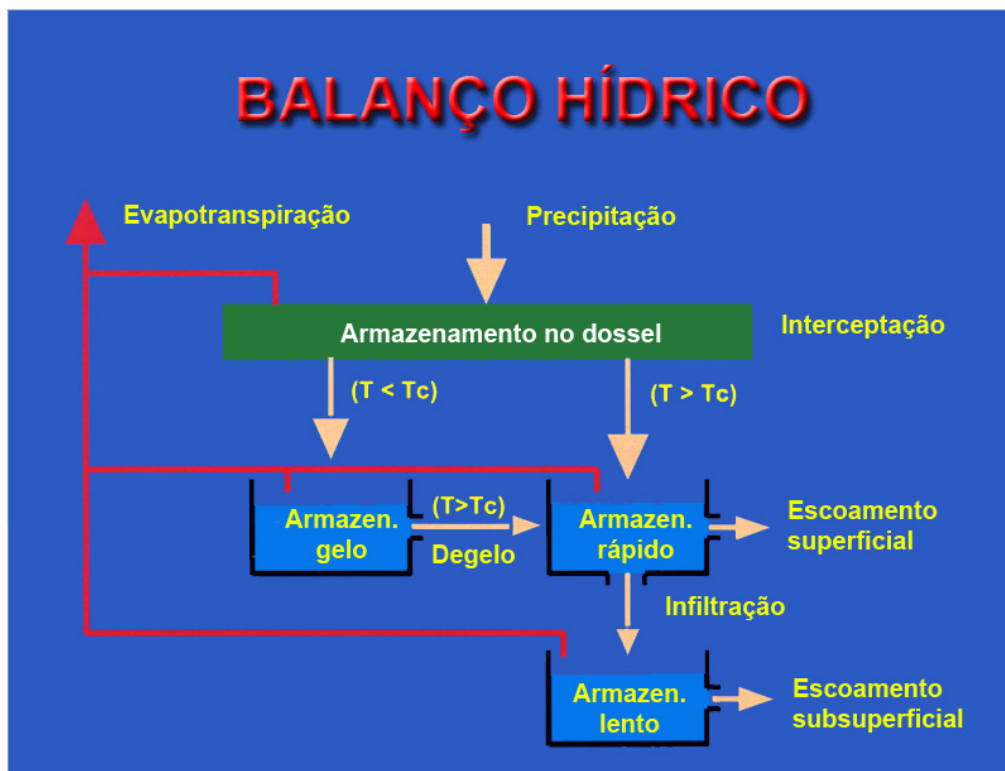 BALANÇO HÍDRICO
Evapotranspiração
Precipitação
Armazenamento no dossel
Interceptação
(T < Tc)
(T > Tc)
Armazen.
gelo
(T>Tc)
Degelo
Armazen.
rápido
Escoamento
superficial
Infiltração
Armazen.
lento
Escoamento
subsuperficial